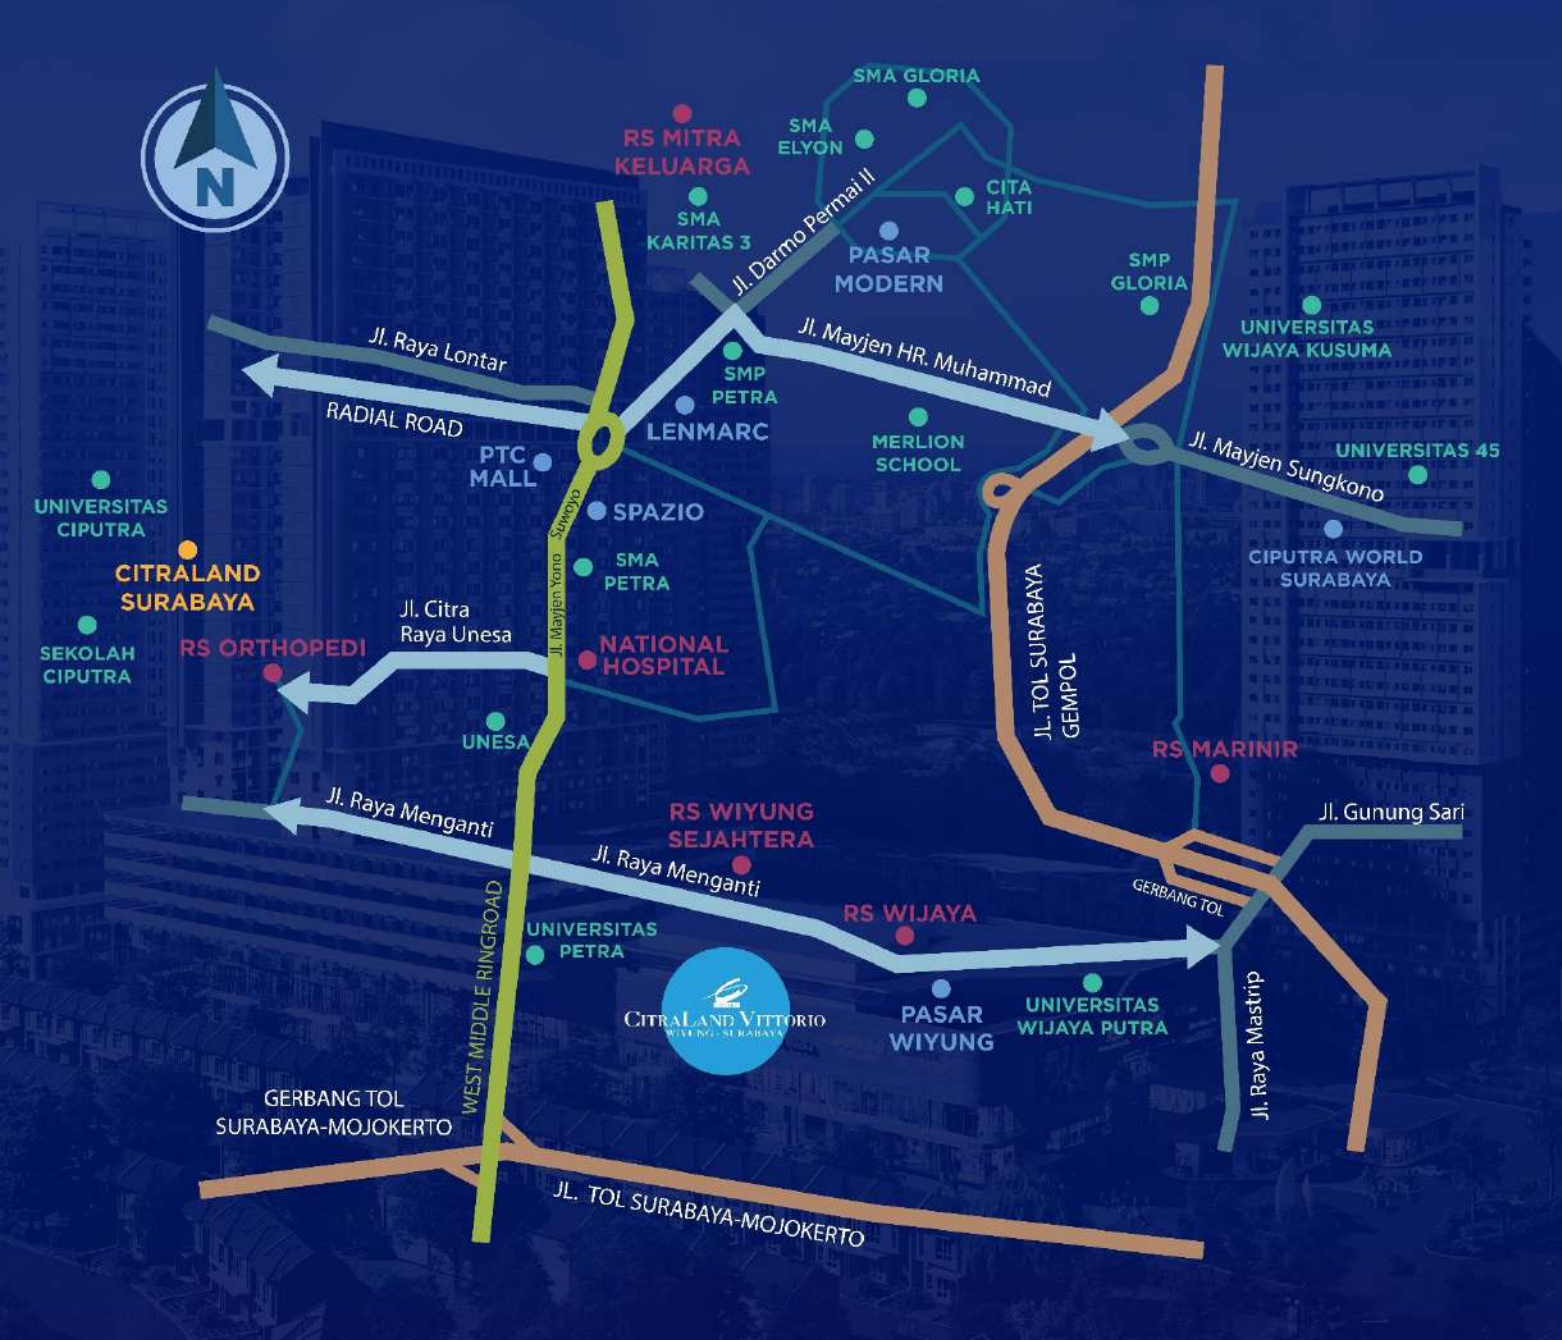 SMA GLORIA
RS MITRA
KELUARGA
SMA
ELYON
N
CITA
HATI
SMA
KARITAS 3
Jl. Darmo Permai II
PASAR
MODERN
SMP
GLORIA
UNIVERSITAS
WIJAYA KUSUMA
Jl. Raya Lontar
Jl. Mayjen HR. Muhammad
SMP
PETRA
RADIAL ROAD
LENMARC
MERLION
SCHOOL
Jl. Mayjen Sungkono
UNIVERSITAS 45
PTC
MALL
UNIVERSITAS
CIPUTRA
SPAZIO
CIPUTRA WORLD
SURABAYA
CITRALAND
SURABAYA
SMA
PETRA
Jl. Mayjen Yono Suwoyo
Jl. Citra
Raya Unesa
JL. TOL SURABAYA
GEMPOL
SEKOLAH
CIPUTRA
RS ORTHOPEDI
NATIONAL
HOSPITAL
UNESA
RS MARINIR
Jl. Raya Menganti
RS WIYUNG
SEJAHTERA
Jl. Gunung Sari
Jl. Raya Menganti
GERBANG TOL
RS WIJAYA
WEST MIDDLE RINGROAD
UNIVERSITAS
PETRA
CITRALAND VITTORIO
WIYUNG - SURABAYA
PASAR
WIYUNG
UNIVERSITAS
WIJAYA PUTRA
Jl. Raya Mastrip
GERBANG TOL
SURABAYA-MOJOKERTO
JL. TOL SURABAYA-MOJOKERTO